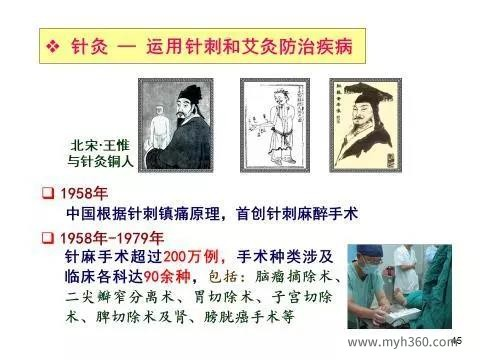 ❖ 针灸 — 运用针刺和艾灸防治疾病
北宋·王惟
与针灸铜人
❑ 1958年
中国根据针刺镇痛原理，首创针刺麻醉手术
❑ 1958年-1979年
针麻手术超过200万例，手术种类涉及
临床各科达90余种，包括：脑瘤摘除术、
二尖瓣窄分离术、胃切除术、子宫切除
术、脾切除术及肾、膀胱癌手术等
www.myh360.com